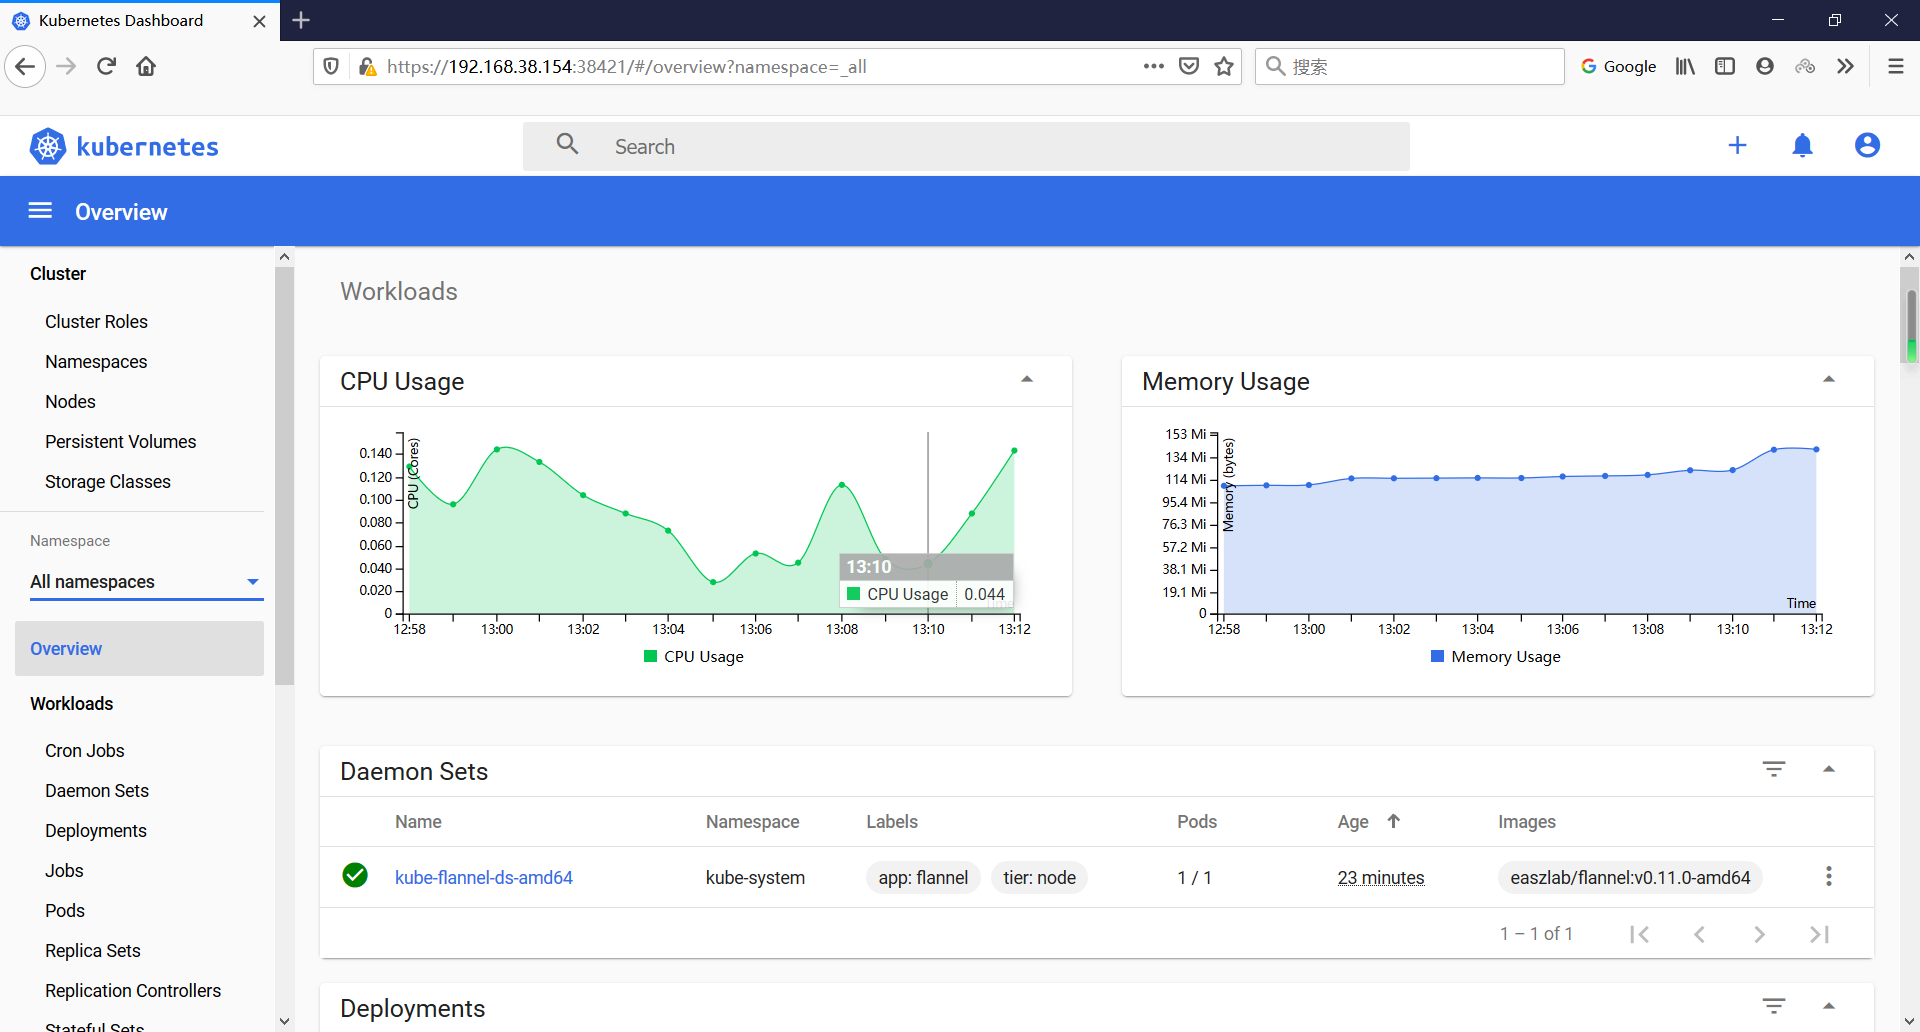 Kubernetes Dashboard
https://192.168.38.154:38421/#/overview?namespace=_all
搜索
Google
kubernetes
Search
Overview
Cluster
Cluster Roles
Namespaces
Nodes
Persistent Volumes
Storage Classes
Namespace
All namespaces
Overview
Workloads
Cron Jobs
Daemon Sets
Deployments
Jobs
Pods
Replica Sets
Replication Controllers
Stateful Sets
Workloads
CPU Usage
CPU (Cores)
0.140
0.120
0.100
0.080
0.060
0.040
0.020
0
12:58 13:00 13:02 13:04 13:06 13:08 13:10 13:12
13:10
CPU Usage 0.044
Time
CPU Usage
Memory Usage
Memory (bytes)
153 Mi
134 Mi
114 Mi
95.4 Mi
76.3 Mi
57.2 Mi
38.1 Mi
19.1 Mi
0
Time
12:58 13:00 13:02 13:04 13:06 13:08 13:10 13:12
Memory Usage
Daemon Sets
Name Namespace Labels Pods Age Images
kube-flannel-ds-amd64 kube-system app: flannel tier: node 1 / 1 23 minutes easzlab/flannel:v0.11.0-amd64
1 – 1 of 1
Deployments